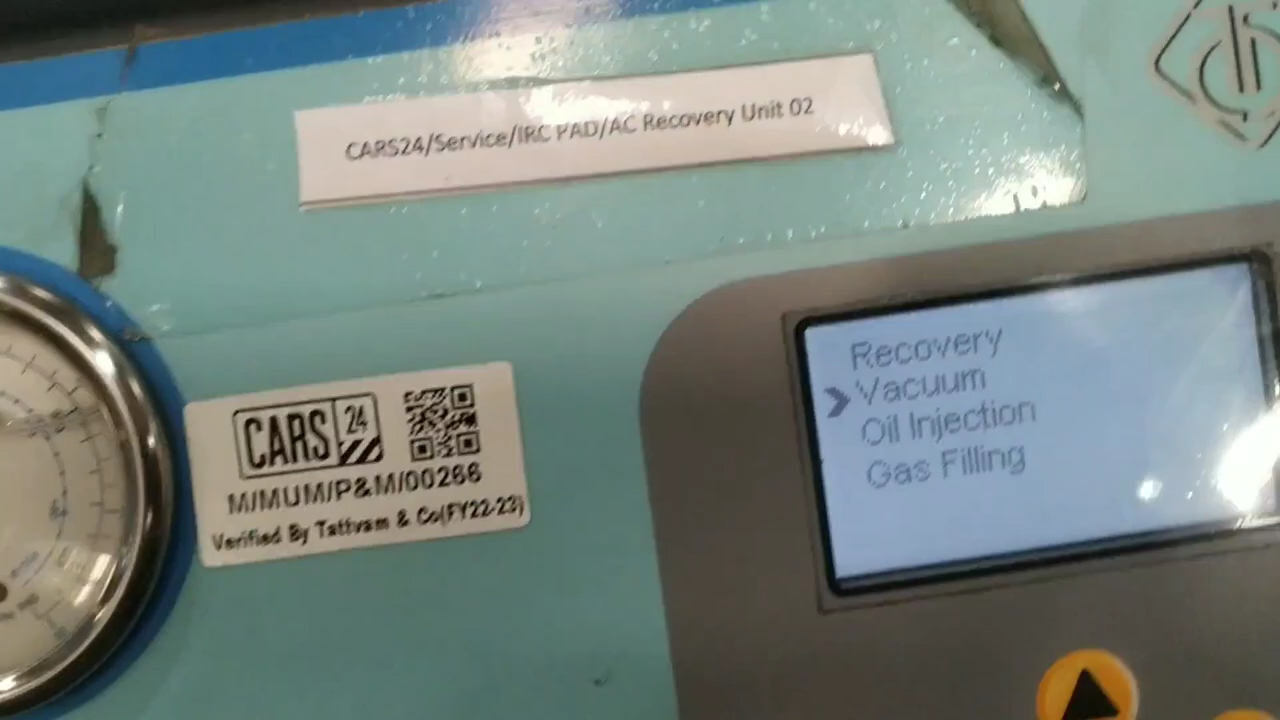 CARS24/Service/IRC PAD/AC Recovery Unit 02
Recovery
Vacuum
Oil Injection
Gas Filling
CARS 24
M/MUM/P&M/00266
Verified By Tattvam & Co(FY22-23)